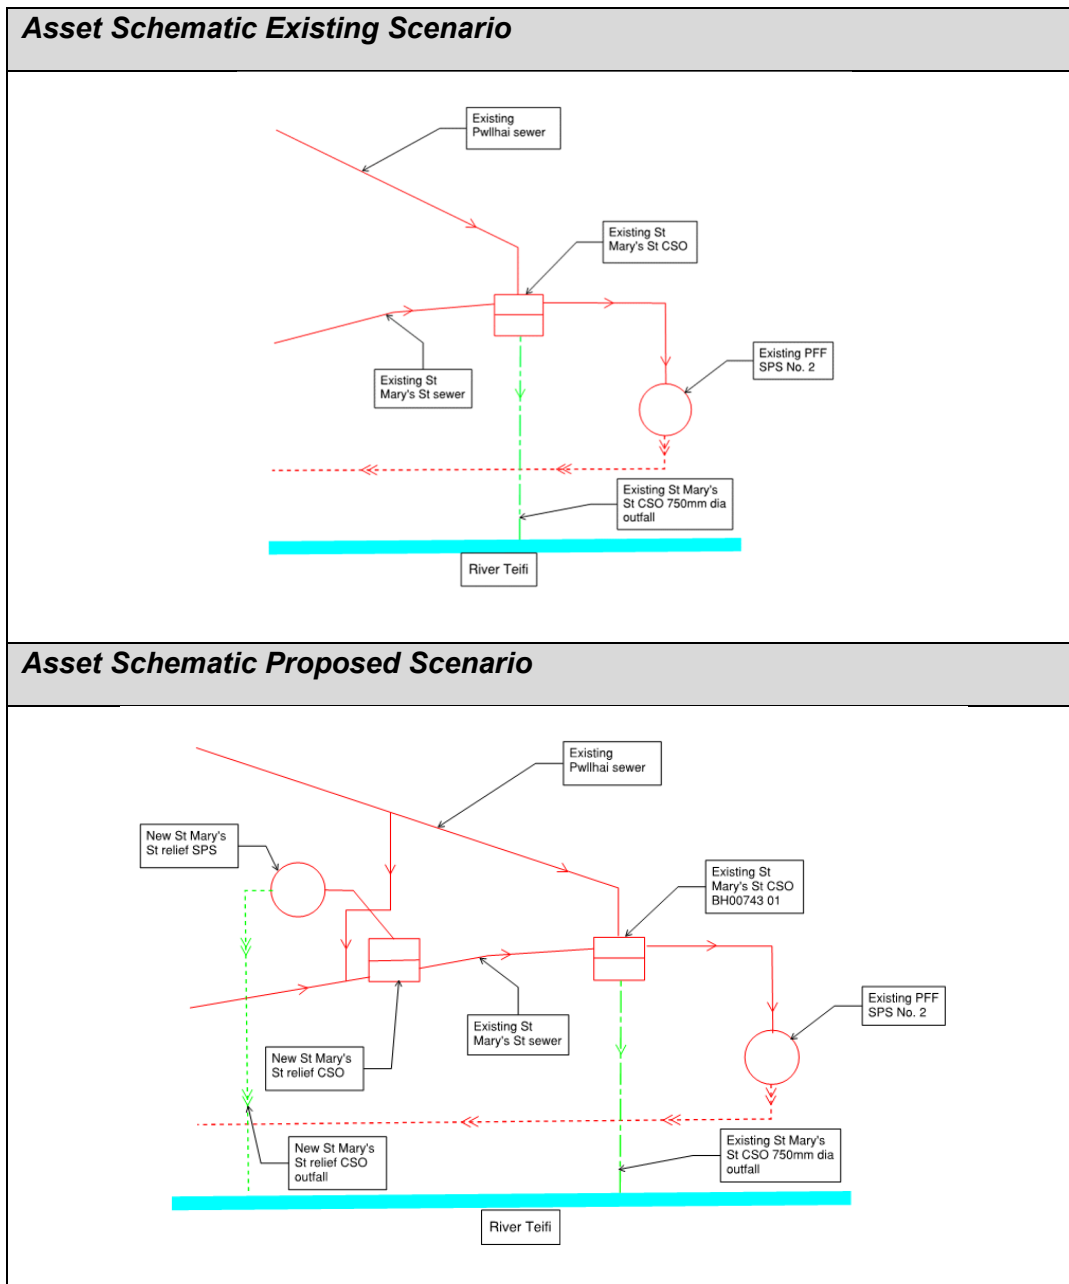 Asset Schematic Existing Scenario
Existing
Pwllhai sewer
Existing St
Mary's St CSO
Existing PFF
SPS No. 2
Existing St
Mary's St sewer
Existing St Mary's
St CSO 750mm dia
outfall
River Teifi
Asset Schematic Proposed Scenario
Existing
Pwllhai sewer
New St Mary's
St relief SPS
Existing St
Mary's St CSO
BH00743 01
Existing PFF
SPS No. 2
Existing St
Mary's St sewer
New St Mary's
St relief CSO
New St Mary's
St relief CSO
outfall
Existing St Mary's
St CSO 750mm dia
outfall
River Teifi